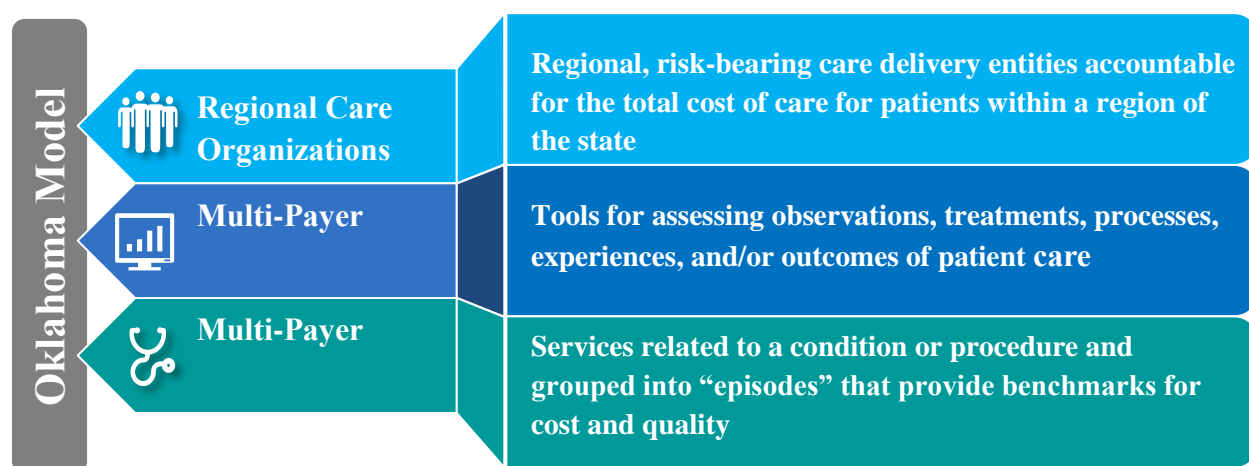 Oklahoma Model
Regional Care
Organizations
Regional, risk-bearing care delivery entities accountable
for the total cost of care for patients within a region of
the state
Multi-Payer
Tools for assessing observations, treatments, processes,
experiences, and/or outcomes of patient care
Multi-Payer
Services related to a condition or procedure and
grouped into “episodes” that provide benchmarks for
cost and quality